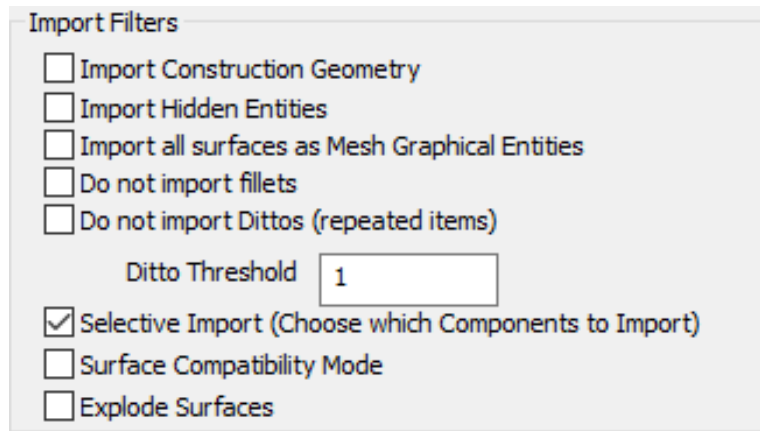 Import Filters
Import Construction Geometry
Import Hidden Entities
Import all surfaces as Mesh Graphical Entities
Do not import fillets
Do not import Dittos (repeated items)
Ditto Threshold 1
Selective Import (Choose which Components to Import)
Surface Compatibility Mode
Explode Surfaces